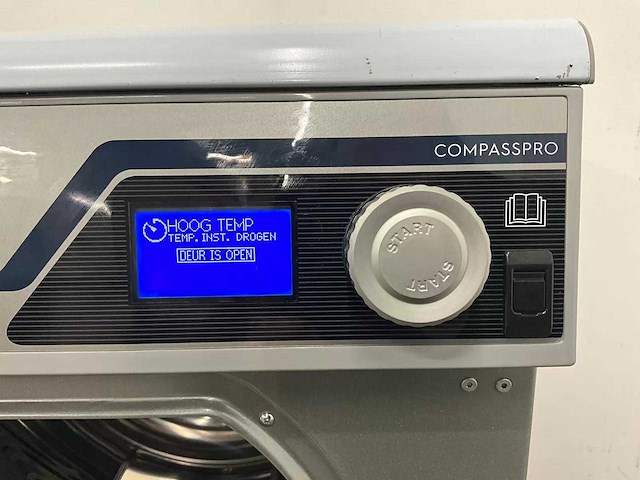 COMPASSPRO
HOOG TEMP
TEMP. INST. DROGEN
DEUR IS OPEN
START
START